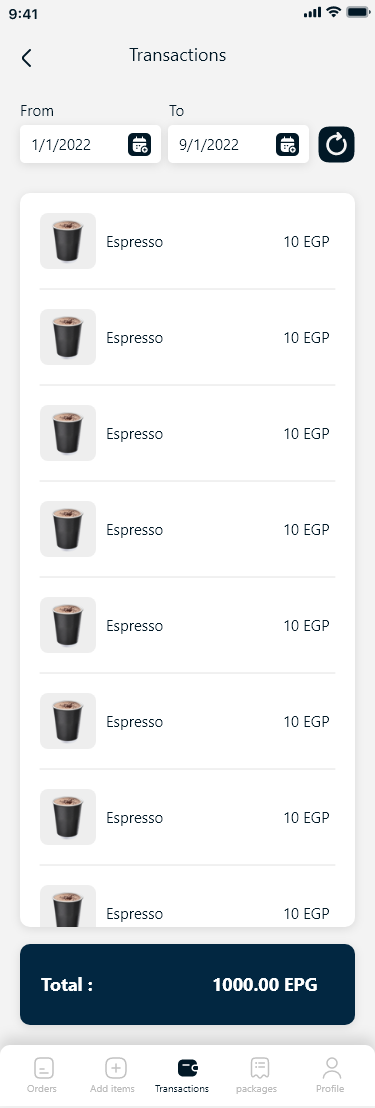 9:41
Transactions
From To
1/1/2022 9/1/2022
Espresso 10 EGP
Espresso 10 EGP
Espresso 10 EGP
Espresso 10 EGP
Espresso 10 EGP
Espresso 10 EGP
Espresso 10 EGP
Espresso 10 EGP
Total : 1000.00 EPG
Orders Add items Transactions packages Profile